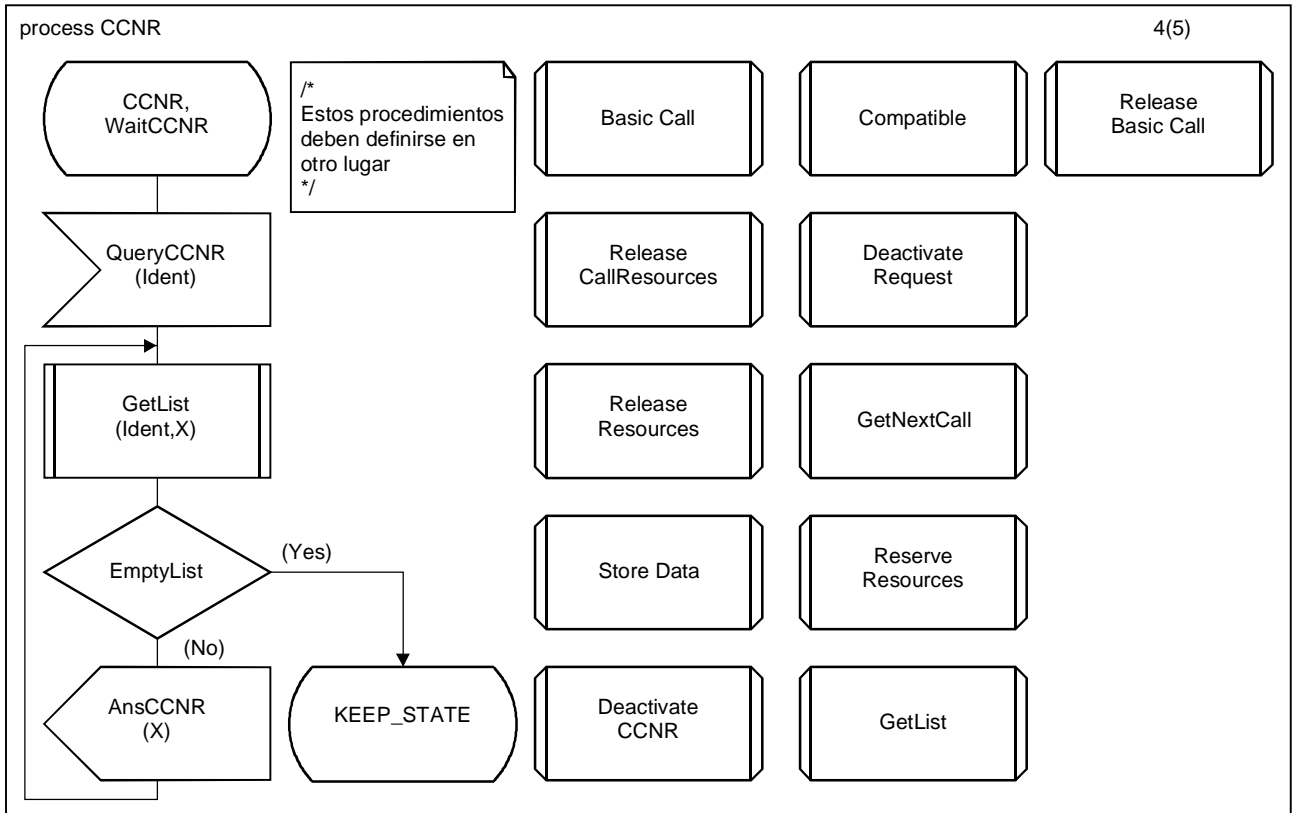 process CCNR
4(5)
CCNR,
WaitCCNR
/*
Estos procedimientos
deben definirse en
otro lugar
*/
Basic Call
Compatible
Release
Basic Call
QueryCCNR
(Ident)
Release
CallResources
Deactivate
Request
GetList
(Ident,X)
Release
Resources
GetNextCall
EmptyList
(Yes)
(No)
Store Data
Reserve
Resources
AnsCCNR
(X)
KEEP_STATE
Deactivate
CCNR
GetList